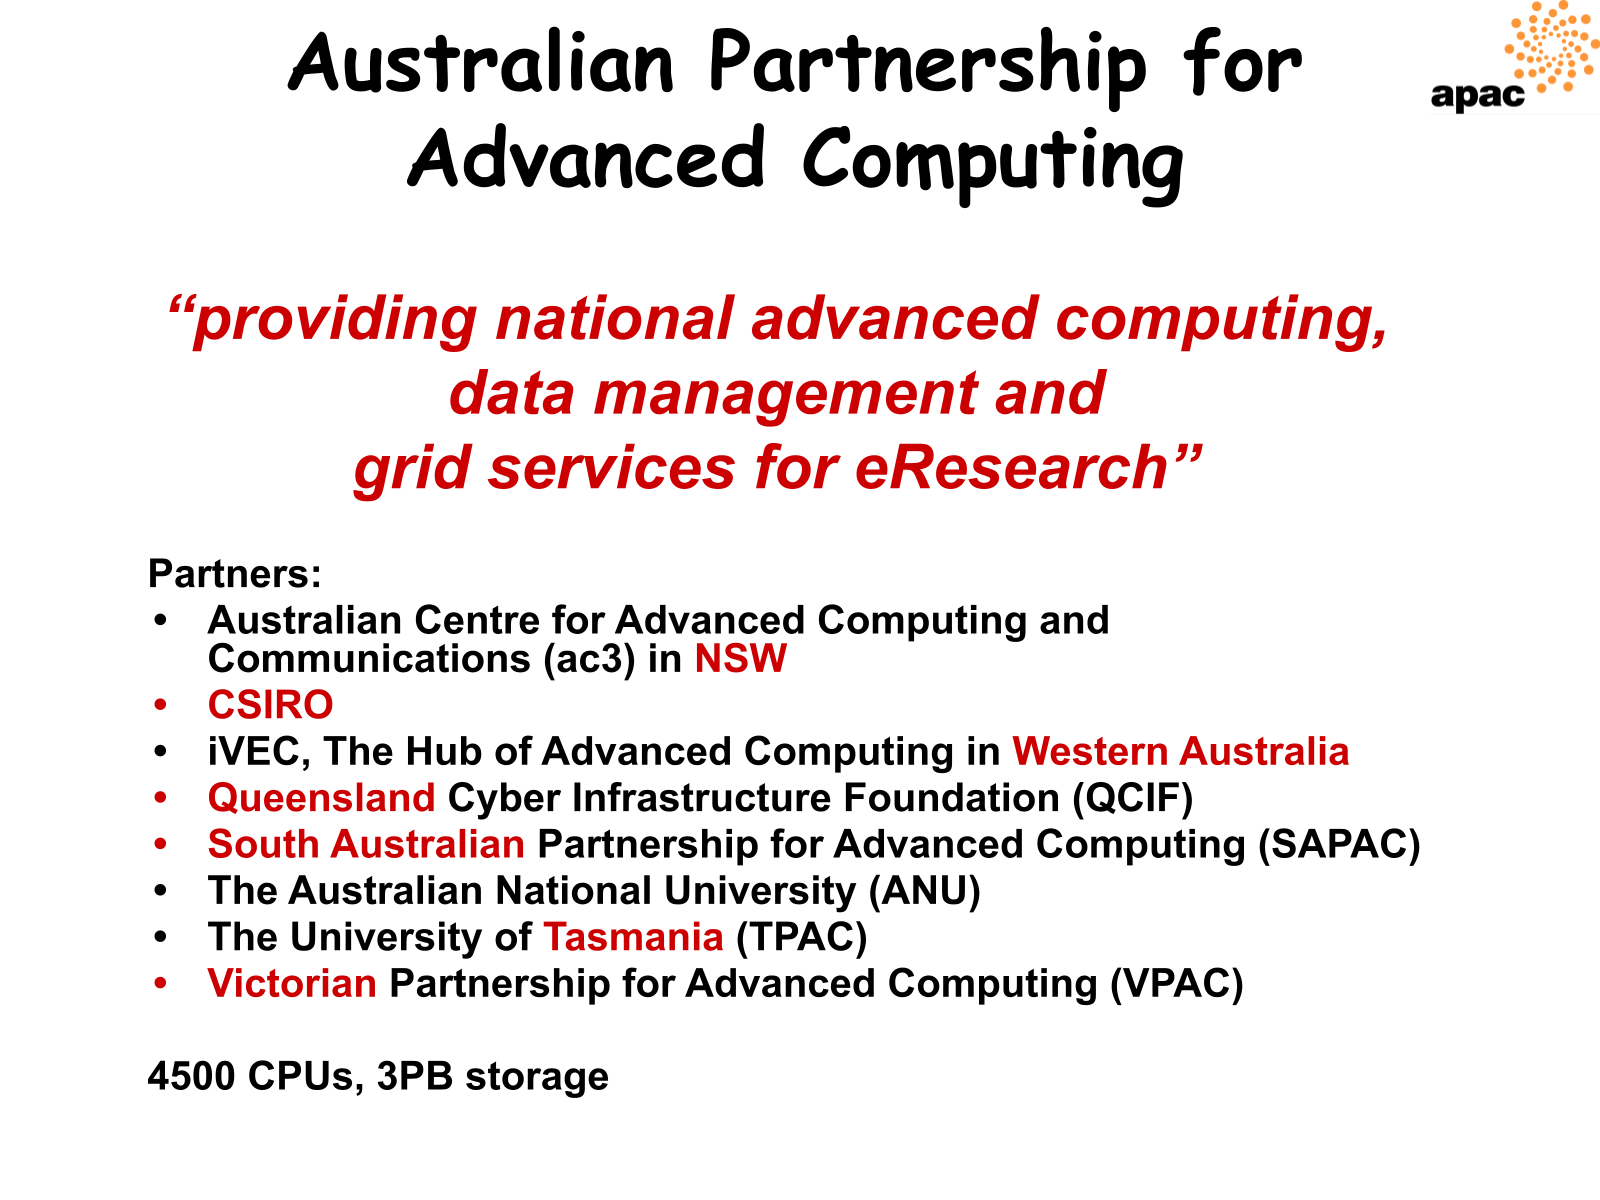 Australian Partnership for
Advanced Computing
apac
“providing national advanced computing,
data management and
grid services for eResearch”
Partners:
• Australian Centre for Advanced Computing and
Communications (ac3) in NSW
• CSIRO
• iVEC, The Hub of Advanced Computing in Western Australia
• Queensland Cyber Infrastructure Foundation (QCIF)
• South Australian Partnership for Advanced Computing (SAPAC)
• The Australian National University (ANU)
• The University of Tasmania (TPAC)
• Victorian Partnership for Advanced Computing (VPAC)
4500 CPUs, 3PB storage